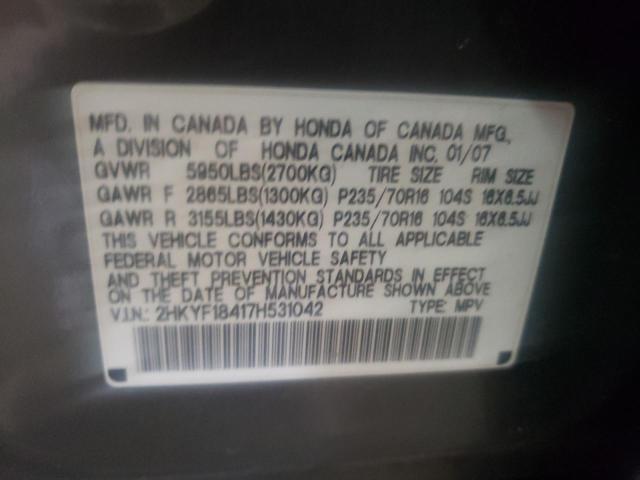 MFD. IN CANADA BY HONDA OF CANADA MFG.,
A DIVISION OF HONDA CANADA INC. 01/07
GVWR 5950LBS(2700KG) TIRE SIZE RIM SIZE
GAWR F 2865LBS(1300KG) P235/70R16 104S 16X6.5JJ
GAWR R 3155LBS(1430KG) P235/70R16 104S 16X6.5JJ
THIS VEHICLE CONFORMS TO ALL APPLICABLE
FEDERAL MOTOR VEHICLE SAFETY
AND THEFT PREVENTION STANDARDS IN EFFECT
ON THE DATE OF MANUFACTURE SHOWN ABOVE
V.I.N.: 2HKYF18417H531042 TYPE: MPV